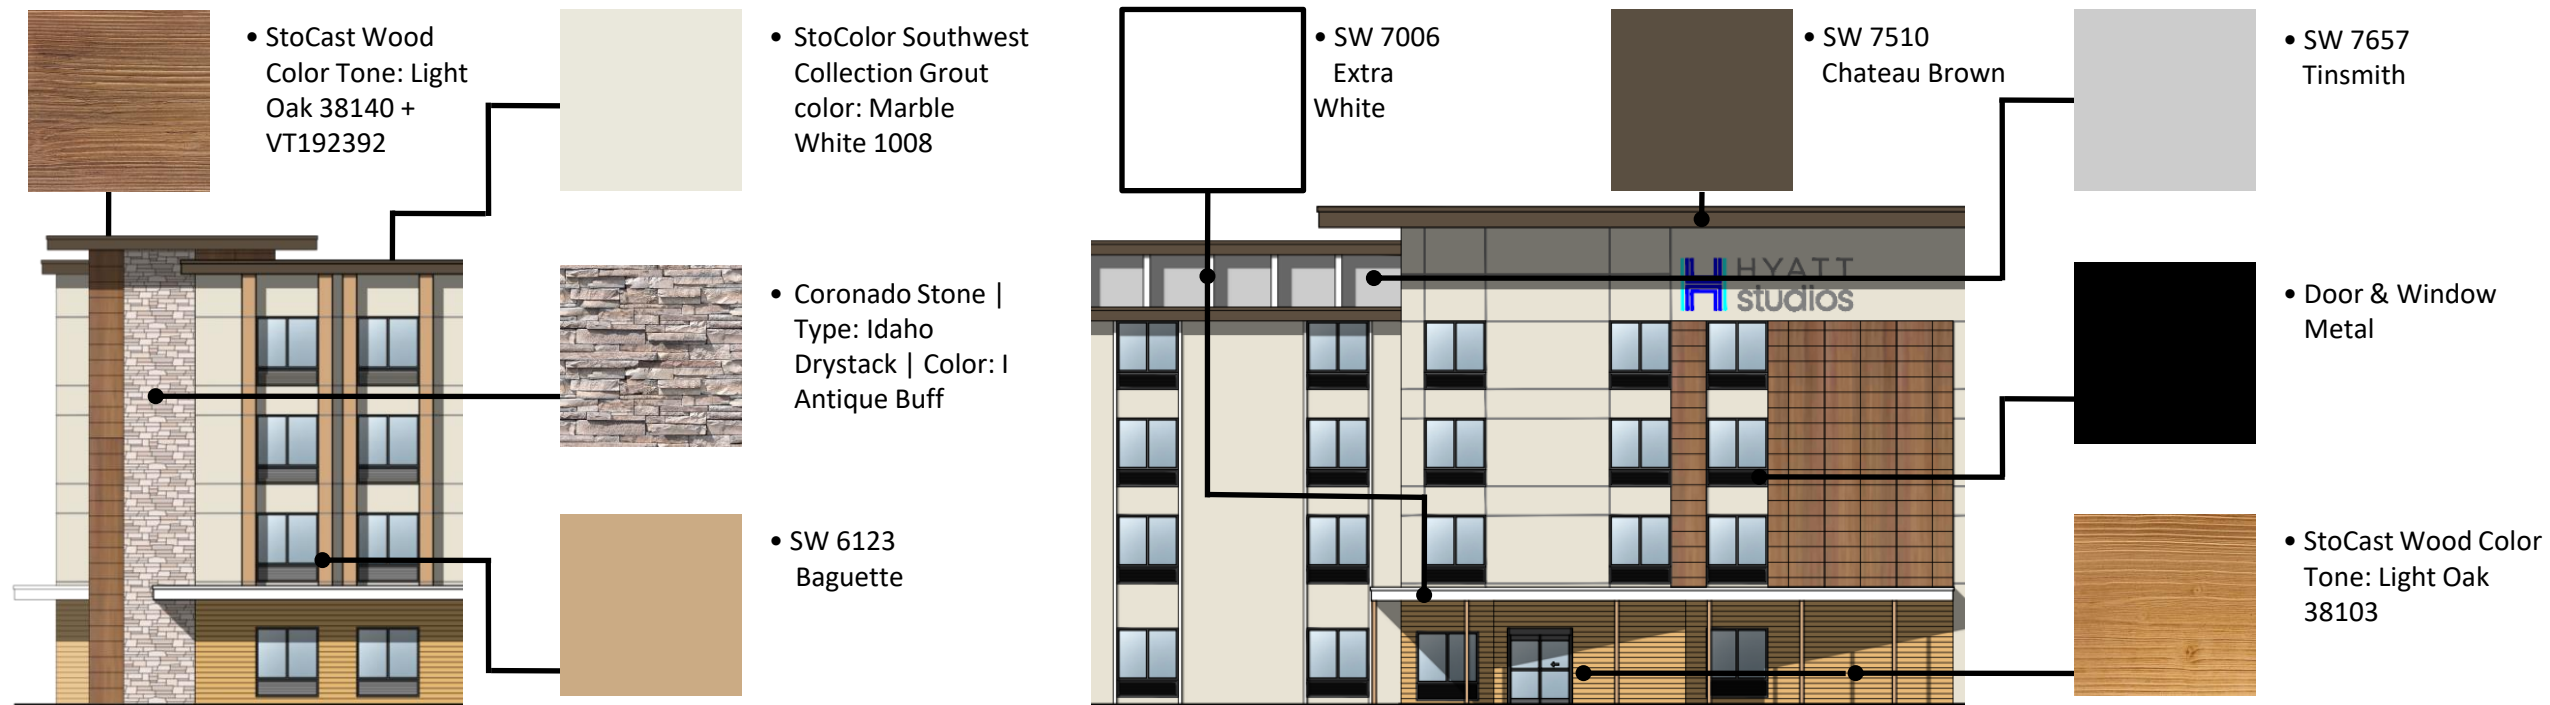 • StoCast Wood
Color Tone: Light
Oak 38140 +
VT192392
• StoColor Southwest
Collection Grout
color: Marble
White 1008
• Coronado Stone |
Type: Idaho
Drystack | Color: I
Antique Buff
• SW 6123
Baguette
• SW 7006
Extra
White
• SW 7510
Chateau Brown
• SW 7657
Tinsmith
HYATT
studios
• Door & Window
Metal
• StoCast Wood Color
Tone: Light Oak
38103